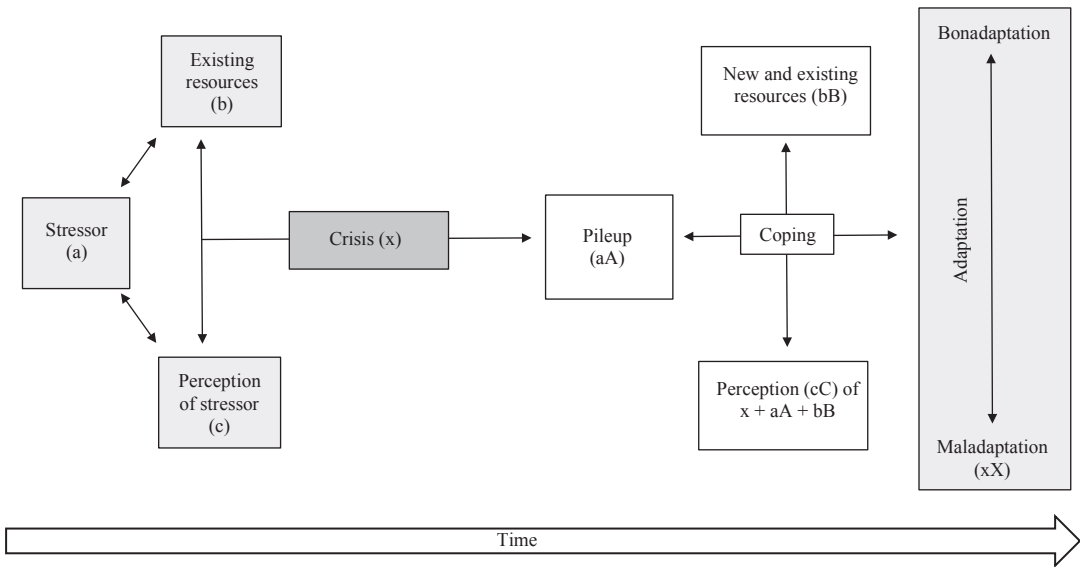 Existing
resources
(b)
Stressor
(a)
Perception
of stressor
(c)
Crisis (x)
Pileup
(aA)
New and existing
resources (bB)
Coping
Perception (cC) of
x + aA + bB
Bonadaptation
Adaptation
Maladaptation
(xX)
Time